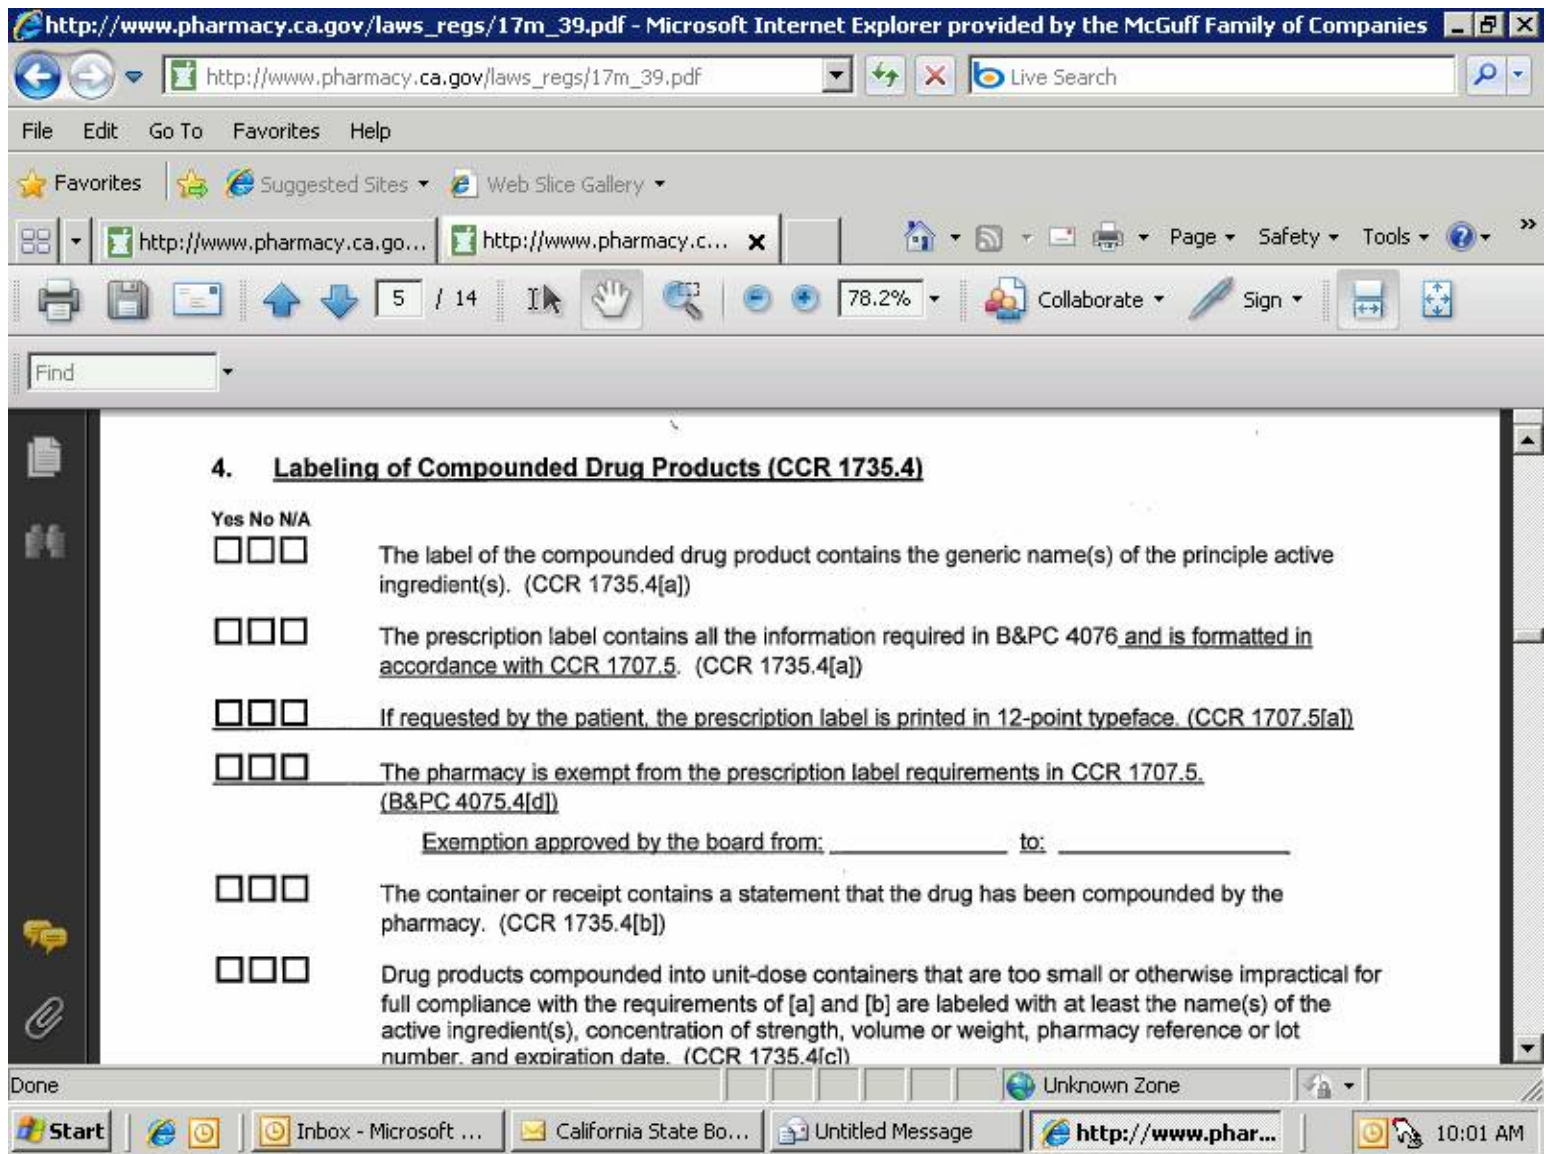 http://www.pharmacy.ca.gov/laws_regs/17m_39.pdf - Microsoft Internet Explorer provided by the McGuff Family of Companies
http://www.pharmacy.ca.gov/laws_regs/17m_39.pdf
Live Search
File Edit Go To Favorites Help
Favorites Suggested Sites Web Slice Gallery
http://www.pharmacy.ca.go... http://www.pharmacy.c... Page Safety Tools
5 / 14 78.2% Collaborate Sign
Find
4. Labeling of Compounded Drug Products (CCR 1735.4)
Yes No N/A
The label of the compounded drug product contains the generic name(s) of the principle active
ingredient(s). (CCR 1735.4[a])
The prescription label contains all the information required in B&PC 4076 and is formatted in
accordance with CCR 1707.5. (CCR 1735.4[a])
If requested by the patient, the prescription label is printed in 12-point typeface. (CCR 1707.5[a])
The pharmacy is exempt from the prescription label requirements in CCR 1707.5.
(B&PC 4075.4[d])
Exemption approved by the board from: ____________ to: ____________
The container or receipt contains a statement that the drug has been compounded by the
pharmacy. (CCR 1735.4[b])
Drug products compounded into unit-dose containers that are too small or otherwise impractical for
full compliance with the requirements of [a] and [b] are labeled with at least the name(s) of the
active ingredient(s), concentration of strength, volume or weight, pharmacy reference or lot
number, and expiration date. (CCR 1735.4[c])
Done Unknown Zone
Start Inbox - Microsoft ... California State Bo... Untitled Message http://www.phar... 10:01 AM